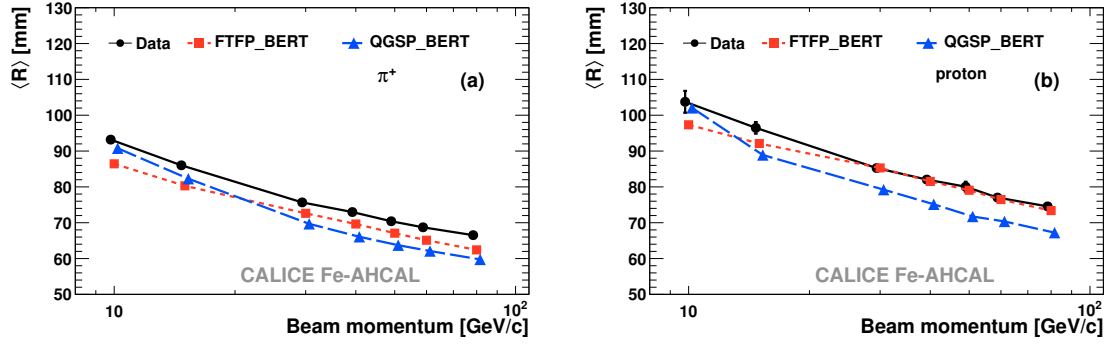 ⟨R⟩ [mm]
130
120
110
100
90
80
70
60
50
Data
FTFP_BERT
QGSP_BERT
π+
(a)
CALICE Fe-AHCAL
10
10²
Beam momentum [GeV/c]
⟨R⟩ [mm]
130
120
110
100
90
80
70
60
50
Data
FTFP_BERT
QGSP_BERT
proton
(b)
CALICE Fe-AHCAL
10
10²
Beam momentum [GeV/c]